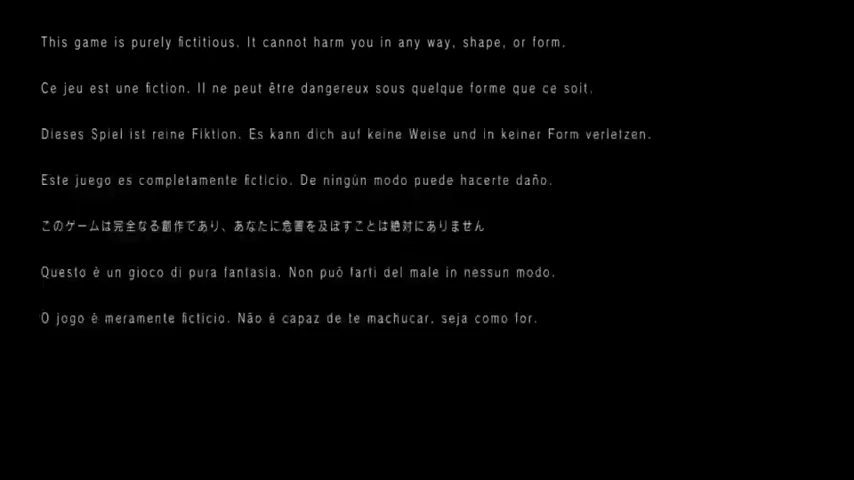 This game is purely fictitious. It cannot harm you in any way, shape, or form.
Ce jeu est une fiction. Il ne peut être dangereux sous quelque forme que ce soit.
Dieses Spiel ist reine Fiktion. Es kann dich auf keine Weise und in keiner Form verletzen.
Este juego es completamente ficticio. De ningún modo puede hacerte daño.
このゲームは完全なる創作であり、あなたに危害を及ぼすことは絶対にありません
Questo è un gioco di pura fantasia. Non può farti del male in nessun modo.
O jogo é meramente fictício. Não é capaz de te machucar, seja como for.